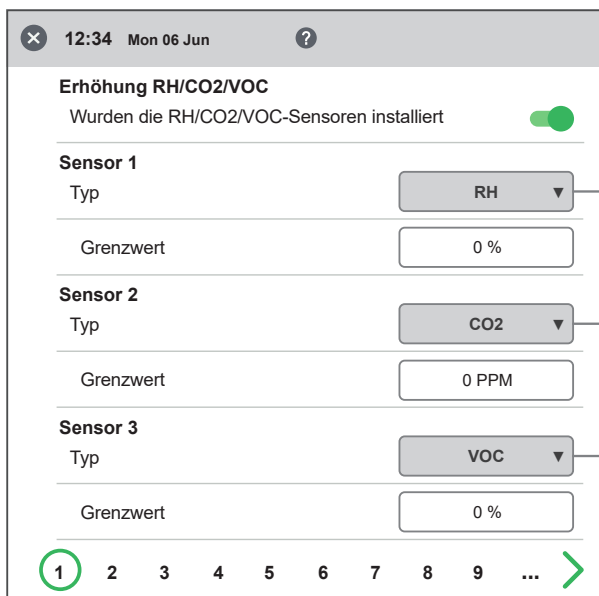 12:34 Mon 06 Jun ?
Erhöhung RH/CO2/VOC
Wurden die RH/CO2/VOC-Sensoren installiert
Sensor 1
Typ RH ▼
Grenzwert 0 %
Sensor 2
Typ CO2 ▼
Grenzwert 0 PPM
Sensor 3
Typ VOC ▼
Grenzwert 0 %
1 2 3 4 5 6 7 8 9 ...